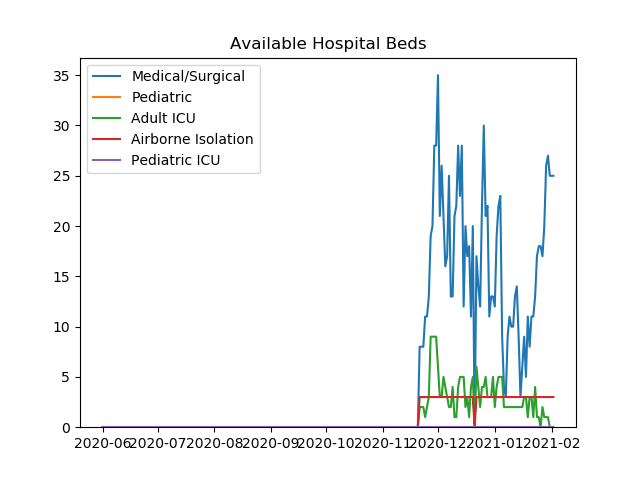 Available Hospital Beds
Medical/Surgical
Pediatric
Adult ICU
Airborne Isolation
Pediatric ICU
35
30
25
20
15
10
5
0
2020-06 2020-07 2020-08 2020-09 2020-10 2020-11 2020-12 2021-01 2021-02